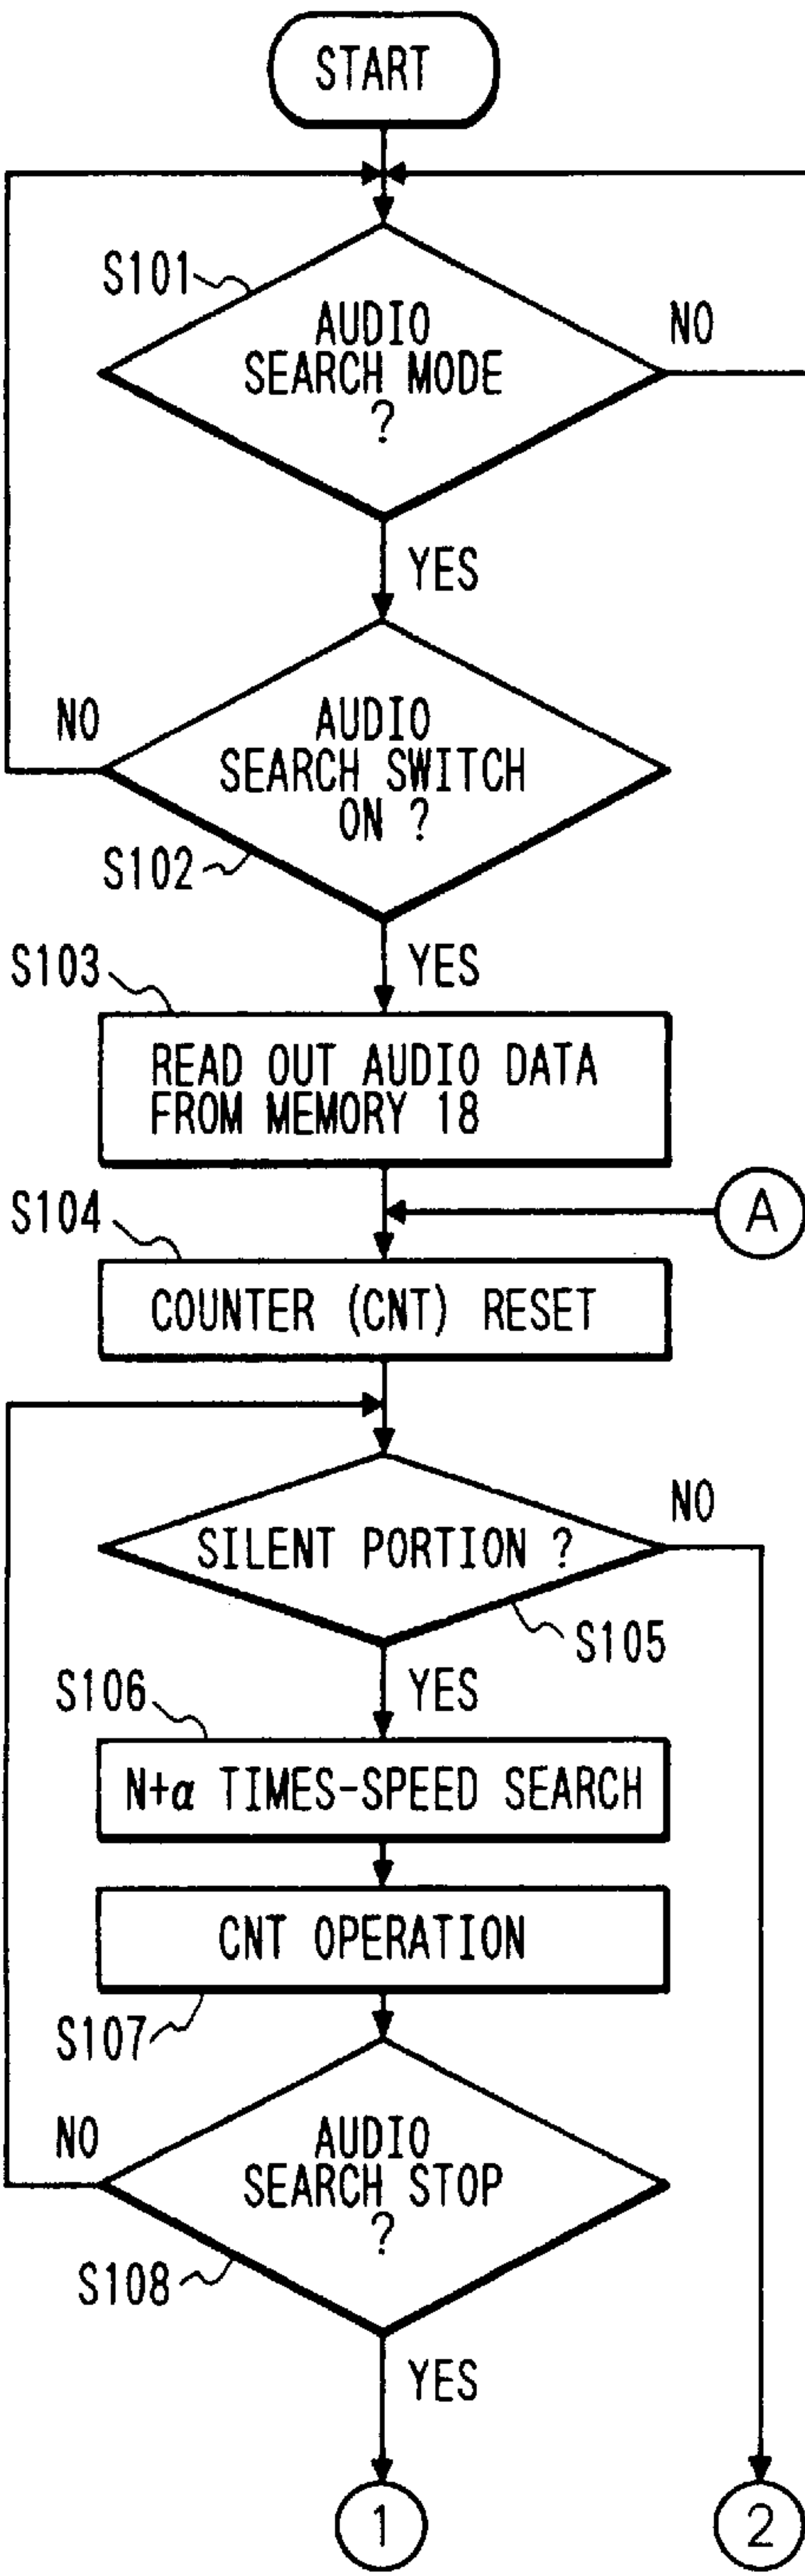 START
S101
AUDIO
SEARCH MODE
?
NO
YES
AUDIO
SEARCH SWITCH
ON ?
NO
S102
YES
S103
READ OUT AUDIO DATA
FROM MEMORY 18
S104
A
COUNTER (CNT) RESET
NO
SILENT PORTION ?
S105
YES
S106
N+α TIMES-SPEED SEARCH
CNT OPERATION
S107
NO
AUDIO
SEARCH STOP
?
S108
YES
1
2